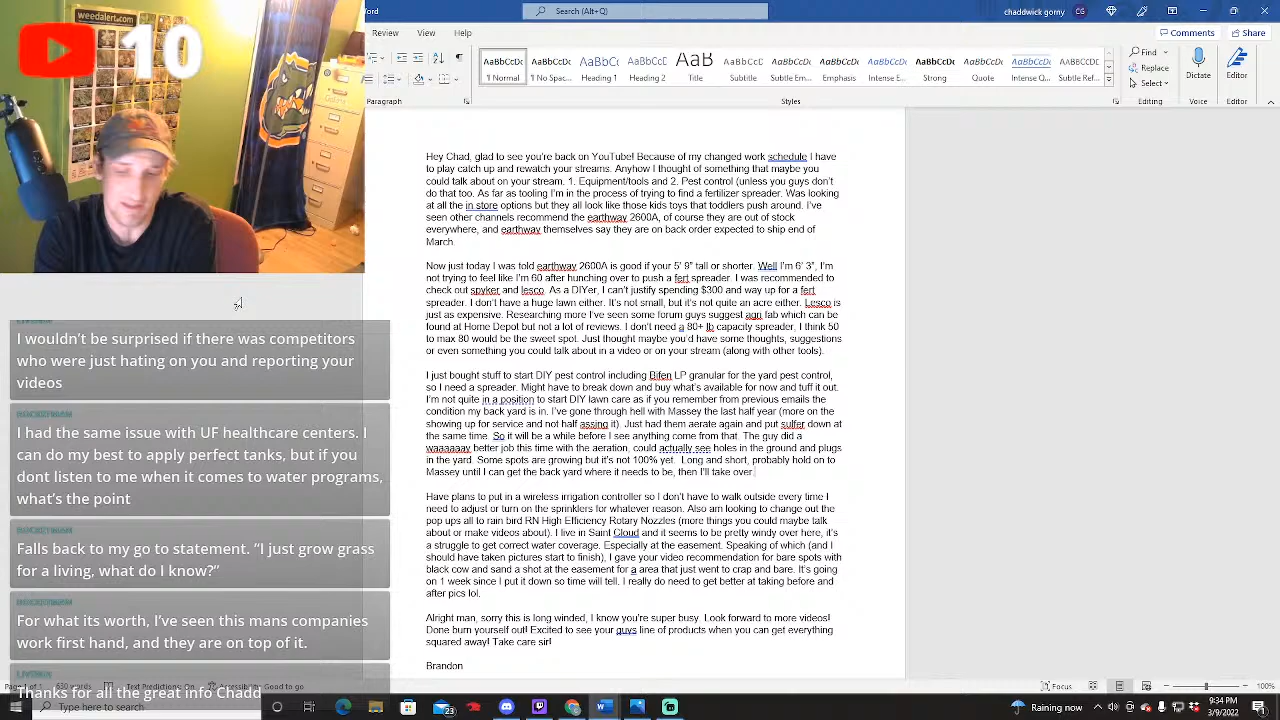 weedalert.com
10
ord
Search (Alt+Q)
chadwick gomy
CG
Review View Help
Comments
Share
AaBbCcDc AaBbCcDc AaBbCc AaBbCcC AaB AaBbCcD AaBbCcDc AaBbCcDc AaBbCcDc AaBbCcDc AaBbCcDc AaBbCcDc AABBCCDC
¶ Normal ¶ No Spac... Heading 1 Heading 2 Title Subtitle Subtle Em... Emphasis Intense E... Strong Quote Intense Q... Subtle Ref...
Find
Replace
Select
Dictate
Editor
Paragraph Styles Editing Voice Editor
Hey Chad, glad to see you're back on YouTube! Because of my changed work schedule I have
to play catch up and rewatch your streams. Anyhow I thought of something that maybe you
could talk about on your stream. 1. Equipment/tools and 2. Pest control (unless you guys don't
do that too. As far as tooling I'm in the process of trying to find a fertilizer spreader. Was looking
at all the in store options but they all look like those kids toys that toddlers push around. I've
seen other channels recommend the earthway 2600A, of course they are out of stock
everywhere, and earthway themselves say they are on back order expected to ship end of
March.
Now just today I was told earthway 2600A is good if your 5' 9" tall or shorter. Well I'm 6' 3", I'm
not trying to feel like I'm 60 after hunching over to push a fert spreader. I was recommended to
check out spyker and lesco. As a DIYer, I can't justify spending $300 and way up for a fert
spreader. I don't have a huge lawn either. It's not small, but it's not quite an acre either. Lesco is
just as expensive. Researching more I've seen some forum guys suggest agri fab which can be
found at Home Depot but not a lot of reviews. I don't need a 80+ lb capacity spreader, I think 50
to max 80 would be the sweet spot. Just thought maybe you'd have some thoughts, suggestions
or even something you could talk about in a video or on your stream (along with other tools).
I just bought stuff to start DIY pest control including Bifen LP granular for the yard pest control,
so I need a spreader. Might have to break down and buy what's available for now and tuff it out.
I'm not quite in a position to start DIY lawn care as if you remember from previous emails the
condition my back yard is in. I've gone through hell with Massey the last half year (more on the
showing up for service and not half assing it). Just had them aerate again and put sulfer down at
the same time. So it will be a while before I see anything come from that. The guy did a
waaaaaay better job this time with the aeration, could actually see holes in the ground and plugs
in the yard. Some spots are growing but it's not 100% yet. Long and short, probably hold on to
Massey until I can get the back yard where it needs to be, then I'll take over.
Have plans to put in a wireless irrigation controller so I don't have to walk outside every time I
need to adjust or turn on the sprinklers for whatever reason. Also am looking to change out the
pop ups all to rain bird RN High Efficiency Rotary Nozzles (more things you could maybe talk
about or make videos about). I live in Saint Cloud and it seems to be pretty windy over here, it's
a struggle to get correct water coverage. Especially at the easement. Speaking of which (and I
should have taken pictures start to finish), I gave your video recommendation for bare spots with
black cow and sand a shot at the easement for a area that just went to crap and bare. It's going
on 1 week since I put it down so time will tell. I really do need to get better at taking before and
after pics lol.
Alright man, sorry this is long winded, I know you're super busy. Look forward to more videos!
Done burn yourself out! Excited to see your guys line of products when you can get everything
squared away! Take care sir!
Brandon
I wouldn't be surprised if there was competitors
who were just hating on you and reporting your
videos
I had the same issue with UF healthcare centers. I
can do my best to apply perfect tanks, but if you
dont listen to me when it comes to water programs,
what's the point
Falls back to my go to statement. "I just grow grass
for a living, what do I know?"
For what its worth, I've seen this mans companies
work first hand, and they are on top of it.
Thanks for all the great info Chadd
Page 1 of 1 630 words Text Predictions: On Accessibility: Good to go
Focus
100%
Type here to search
Raining now
9:34 PM
3/9/2022